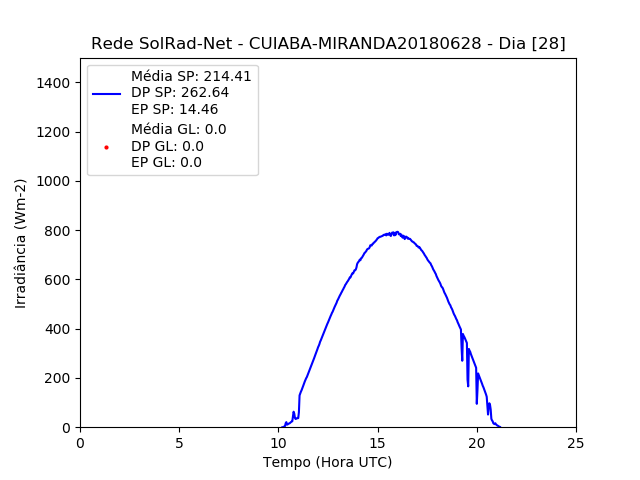 Rede SolRad-Net - CUIABA-MIRANDA20180628 - Dia [28]
Média SP: 214.41
DP SP: 262.64
EP SP: 14.46
Média GL: 0.0
DP GL: 0.0
EP GL: 0.0
1400
1200
1000
800
600
400
200
0
Irradiância (Wm-2)
0 5 10 15 20 25
Tempo (Hora UTC)